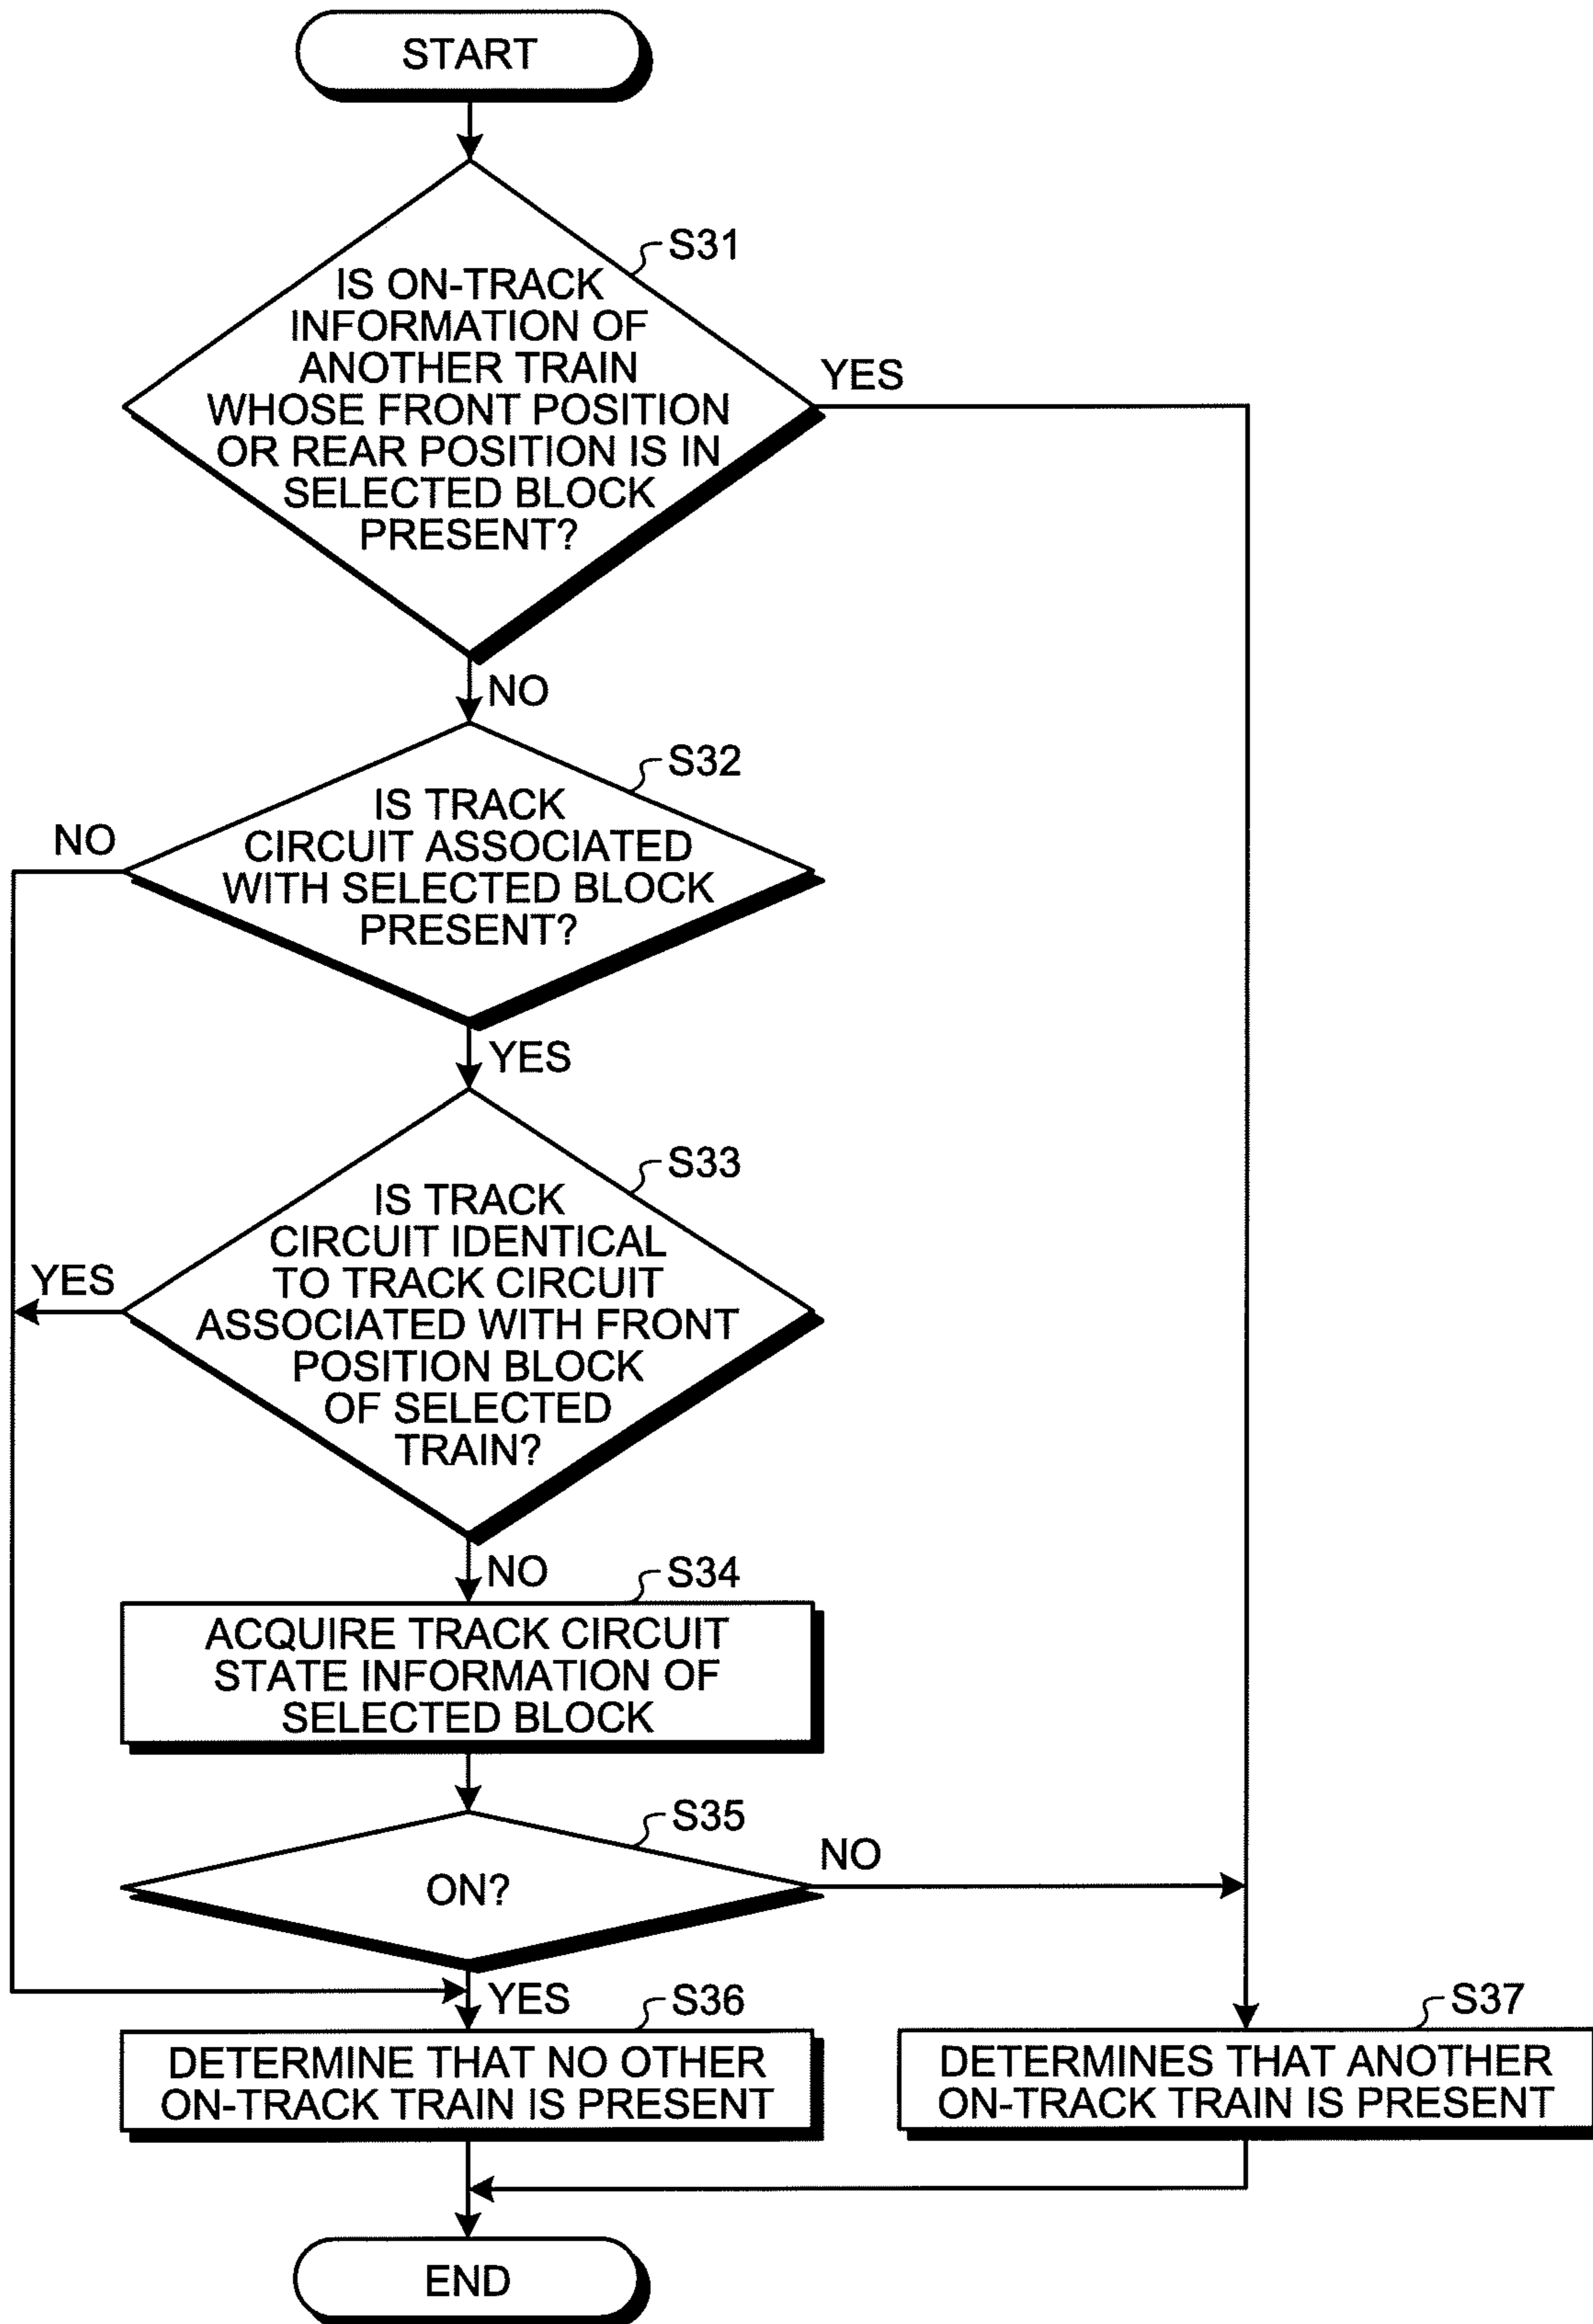 START
S31
IS ON-TRACK
INFORMATION OF
ANOTHER TRAIN
WHOSE FRONT POSITION
OR REAR POSITION IS IN
SELECTED BLOCK
PRESENT?
YES
NO
S32
IS TRACK
CIRCUIT ASSOCIATED
WITH SELECTED BLOCK
PRESENT?
NO
YES
S33
IS TRACK
CIRCUIT IDENTICAL
TO TRACK CIRCUIT
ASSOCIATED WITH FRONT
POSITION BLOCK
OF SELECTED
TRAIN?
YES
NO
S34
ACQUIRE TRACK CIRCUIT
STATE INFORMATION OF
SELECTED BLOCK
S35
ON?
NO
YES
S36
DETERMINE THAT NO OTHER
ON-TRACK TRAIN IS PRESENT
S37
DETERMINES THAT ANOTHER
ON-TRACK TRAIN IS PRESENT
END